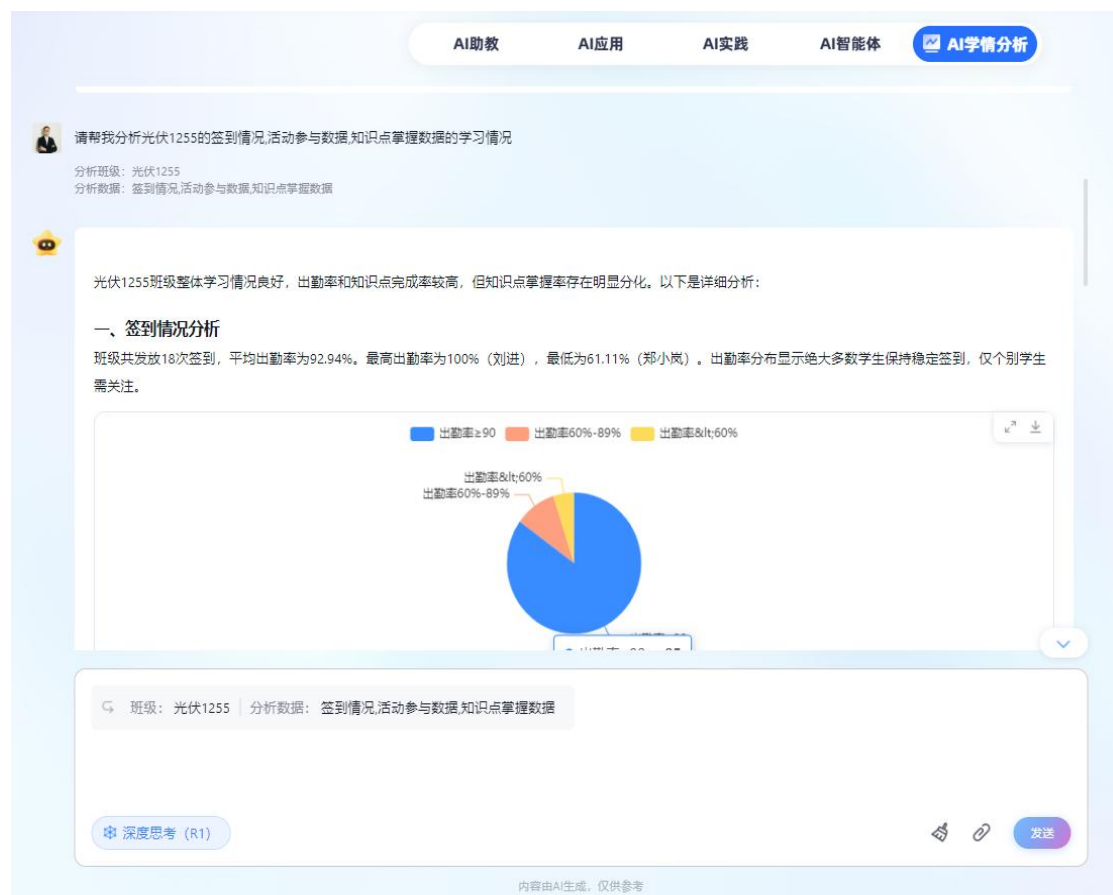 AI助教 AI应用 AI实践 AI智能体 AI学情分析
请帮我分析光伏1255的签到情况,活动参与数据,知识点掌握数据的学习情况
分析班级：光伏1255
分析数据：签到情况,活动参与数据,知识点掌握数据
光伏1255班级整体学习情况良好，出勤率和知识点完成率较高，但知识点掌握率存在明显分化。以下是详细分析：
一、签到情况分析
班级共发放18次签到，平均出勤率为92.94%。最高出勤率为100%（刘进），最低为61.11%（郑小岚）。出勤率分布显示绝大多数学生保持稳定签到，仅个别学生
需关注。
出勤率≥90 出勤率60%-89% 出勤率&lt;60%
出勤率&lt;60%
出勤率60%-89%
班级：光伏1255 分析数据：签到情况,活动参与数据,知识点掌握数据
深度思考（R1） 发送
内容由AI生成，仅供参考